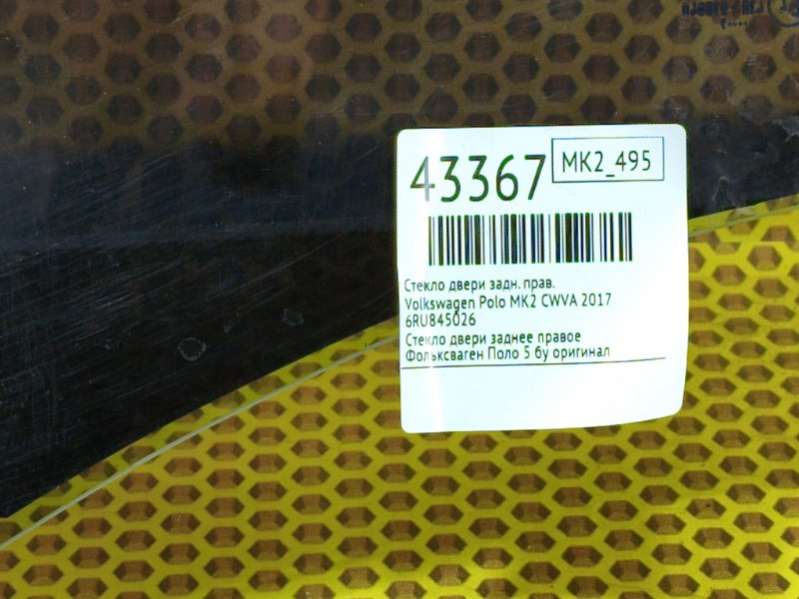 43367
MK2_495
Стекло двери задн. прав.
Volkswagen Polo MK2 CWVA 2017
6RU845026
Стекло двери заднее правое
Фольксваген Поло 5 бу оригинал